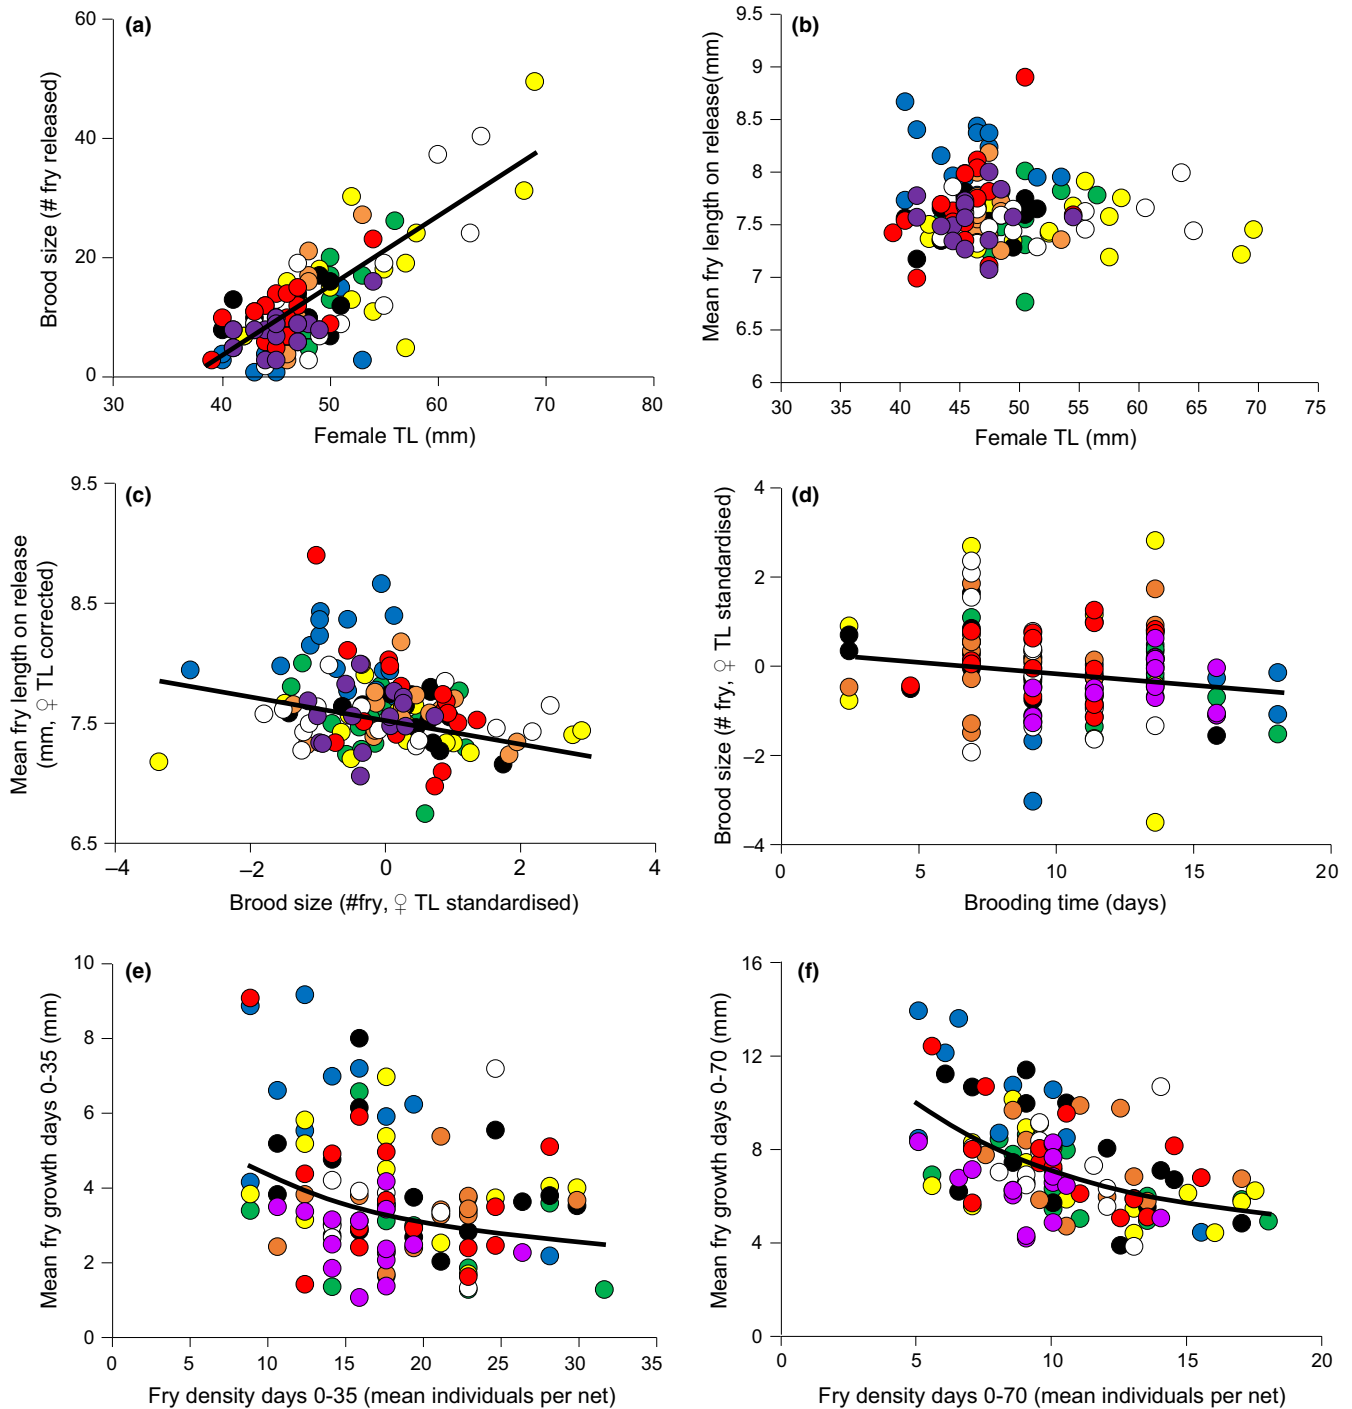 (a)
Brood size (# fry released)
60
40
20
0
30 40 50 60 70 80
Female TL (mm)
(b)
Mean fry length on release(mm)
9.5
9
8.5
8
7.5
7
6.5
6
30 35 40 45 50 55 60 65 70 75
Female TL (mm)
(c)
Mean fry length on release
(mm, ♀ TL corrected)
9.5
8.5
7.5
6.5
–4 –2 0 2 4
Brood size (#fry, ♀ TL standardised)
(d)
Brood size (# fry, ♀ TL standardised)
4
2
0
–2
–4
0 5 10 15 20
Brooding time (days)
(e)
Mean fry growth days 0-35 (mm)
10
8
6
4
2
0
0 5 10 15 20 25 30 35
Fry density days 0-35 (mean individuals per net)
(f)
Mean fry growth days 0-70 (mm)
16
12
8
4
0
0 5 10 15 20
Fry density days 0-70 (mean individuals per net)